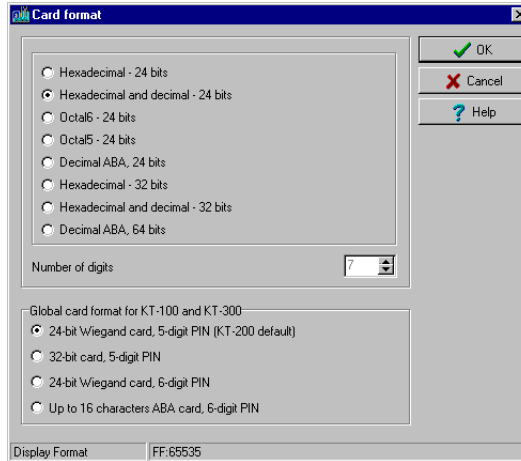 Card format
OK
Cancel
Help
Hexadecimal - 24 bits
Hexadecimal and decimal - 24 bits
Octal6 - 24 bits
Octal5 - 24 bits
Decimal ABA, 24 bits
Hexadecimal - 32 bits
Hexadecimal and decimal - 32 bits
Decimal ABA, 64 bits
Number of digits 7
Global card format for KT-100 and KT-300
24-bit Wiegand card, 5-digit PIN (KT-200 default)
32-bit card, 5-digit PIN
24-bit Wiegand card, 6-digit PIN
Up to 16 characters ABA card, 6-digit PIN
Display Format FF:65535